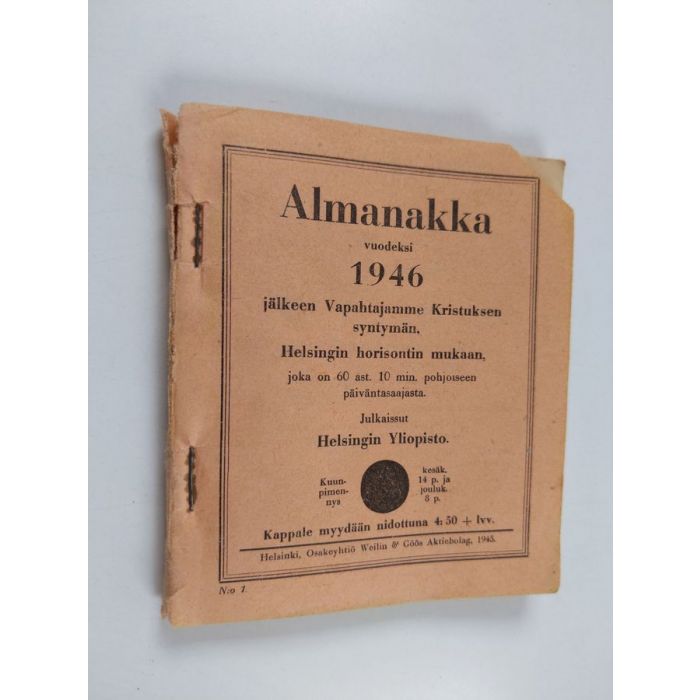 Almanakka
vuodeksi
1946
jälkeen Vapahtajamme Kristuksen
syntymän,
Helsingin horisontin mukaan,
joka on 60 ast. 10 min. pohjoiseen
päiväntasaajasta.
Julkaissut
Helsingin Yliopisto.
Kuun-
pimen-
nys
kesäk.
14 p. ja
jouluk.
8 p.
Kappale myydään nidottuna 4: 50 + lvv.
Helsinki, Osakeyhtiö Weilin & Göös Aktiebolag, 1945.
N:o 1